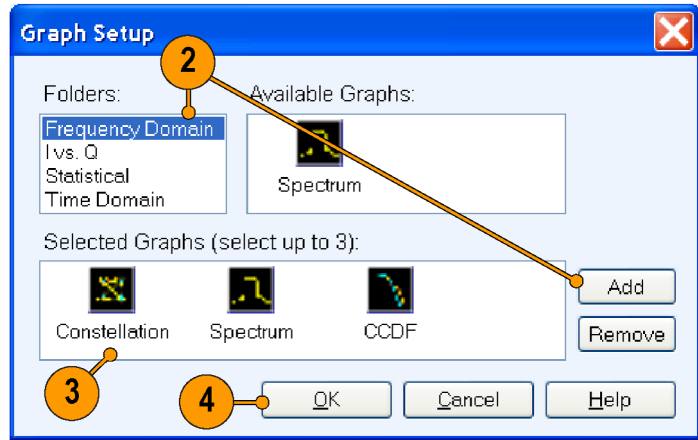 Graph Setup
2
Folders:
Available Graphs:
Frequency Domain
I vs. Q
Statistical
Time Domain
Spectrum
Selected Graphs (select up to 3):
Constellation
Spectrum
CCDF
Add
Remove
3
4
OK
Cancel
Help